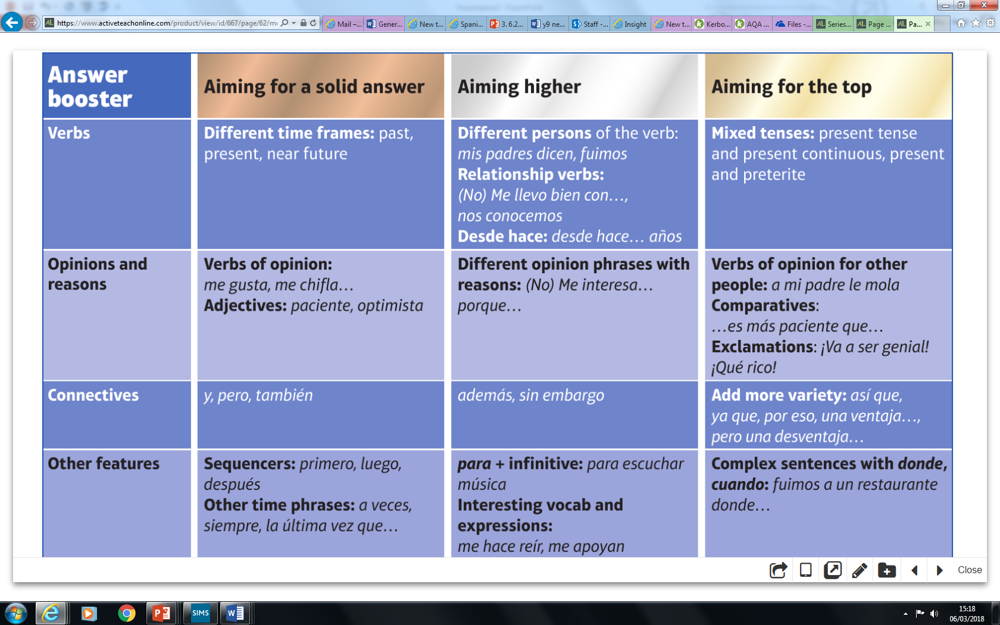 https://www.activeteachonline.com/product/view/id/667/page/62/m
Mail –...
Gener...
New t...
Spani...
3. 6.2...
y9 ne...
Staff -...
Insight
New t...
Kerbo...
AQA ...
Files -...
Series...
Page ...
Pa...
Answer booster
Aiming for a solid answer
Aiming higher
Aiming for the top
Verbs
Different time frames: past,
present, near future
Different persons of the verb:
mis padres dicen, fuimos
Relationship verbs:
(No) Me llevo bien con…,
nos conocemos
Desde hace: desde hace… años
Mixed tenses: present tense
and present continuous, present
and preterite
Opinions and
reasons
Verbs of opinion:
me gusta, me chifla…
Adjectives: paciente, optimista
Different opinion phrases with
reasons: (No) Me interesa…
porque…
Verbs of opinion for other
people: a mi padre le mola
Comparatives:
…es más paciente que…
Exclamations: ¡Va a ser genial!
¡Qué rico!
Connectives
y, pero, también
además, sin embargo
Add more variety: así que,
ya que, por eso, una ventaja…,
pero una desventaja…
Other features
Sequencers: primero, luego,
después
Other time phrases: a veces,
siempre, la última vez que…
para + infinitive: para escuchar
música
Interesting vocab and
expressions:
me hace reír, me apoyan
Complex sentences with donde,
cuando: fuimos a un restaurante
donde…
Close
SIMS
15:18
06/03/2018